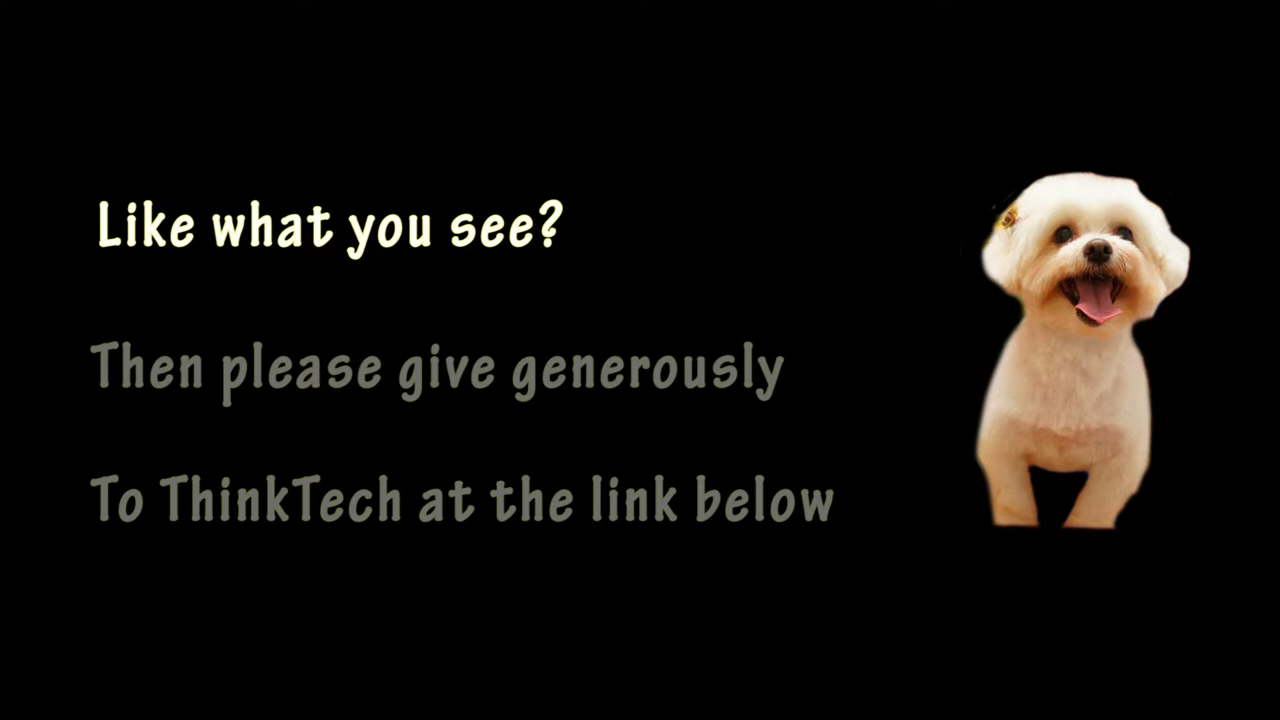 Like what you see?
Then please give generously
To ThinkTech at the link below